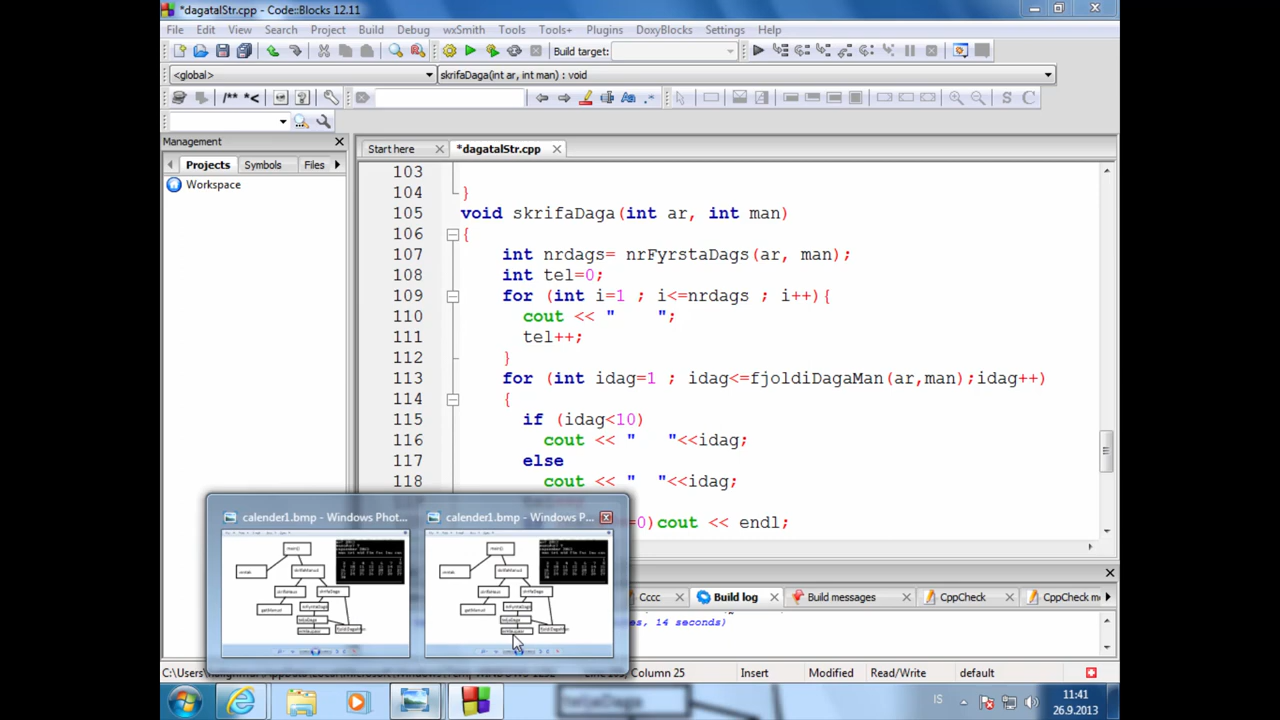 *dagatalStr.cpp - Code::Blocks 12.11
File Edit View Search Project Build Debug wxSmith Tools Tools+ Plugins DoxyBlocks Settings Help
Build target:
<global> skrifaDaga(int ar, int man) : void
/** *<
Aa .* S C
Management
Start here *dagatalStr.cpp
Projects Symbols Files
Workspace
103
104 }
105 void skrifaDaga(int ar, int man)
106 {
107 int nrdags= nrFyrstaDags(ar, man);
108 int tel=0;
109 for (int i=1 ; i<=nrdags ; i++){
110 cout << "    ";
111 tel++;
112 }
113 for (int idag=1 ; idag<=fjoldiDagaMan(ar,man);idag++)
114 {
115 if (idag<10)
116 cout << "   "<<idag;
117 else
118 cout << "  "<<idag;
=0)cout << endl;
calender1.bmp - Windows Phot... calender1.bmp - Windows P...
main()
main()
Cccc Build log Build messages CppCheck CppCheck me
, 14 seconds)
Column 25 Modified Read/Write default
teljaDaga
IS 11:41
26.9.2013